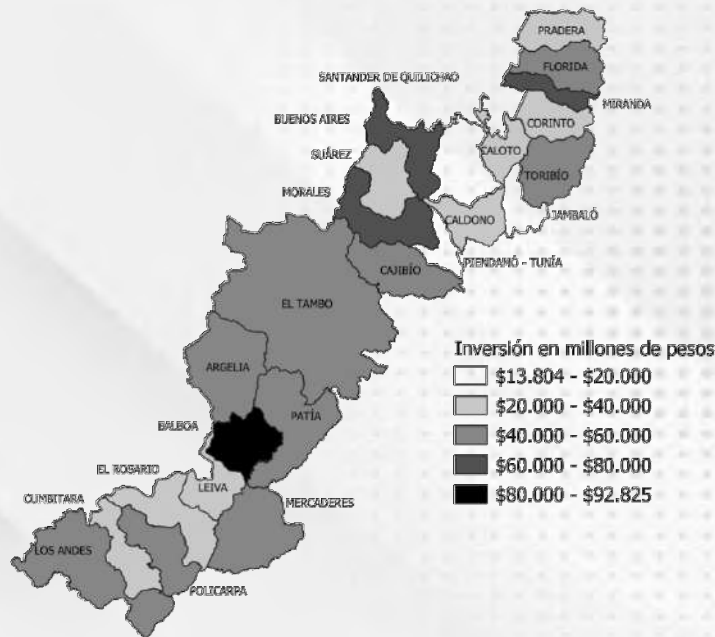 PRADERA
FLORIDA
SANTANDER DE QUILICHAO
MIRANDA
BUENOS AIRES
CORINTO
SUÁREZ
CALOTO
TORIBÍO
MORALES
JAMBALÓ
CALDONO
PIENDAMÓ - TUNÍA
CAJIBÍO
EL TAMBO
Inversión en millones de pesos
$13.804 - $20.000
$20.000 - $40.000
$40.000 - $60.000
$60.000 - $80.000
$80.000 - $92.825
ARGELIA
PATÍA
BALBOA
EL ROSARIO
LEIVA
CUMBITARA
MERCADERES
LOS ANDES
POLICARPA